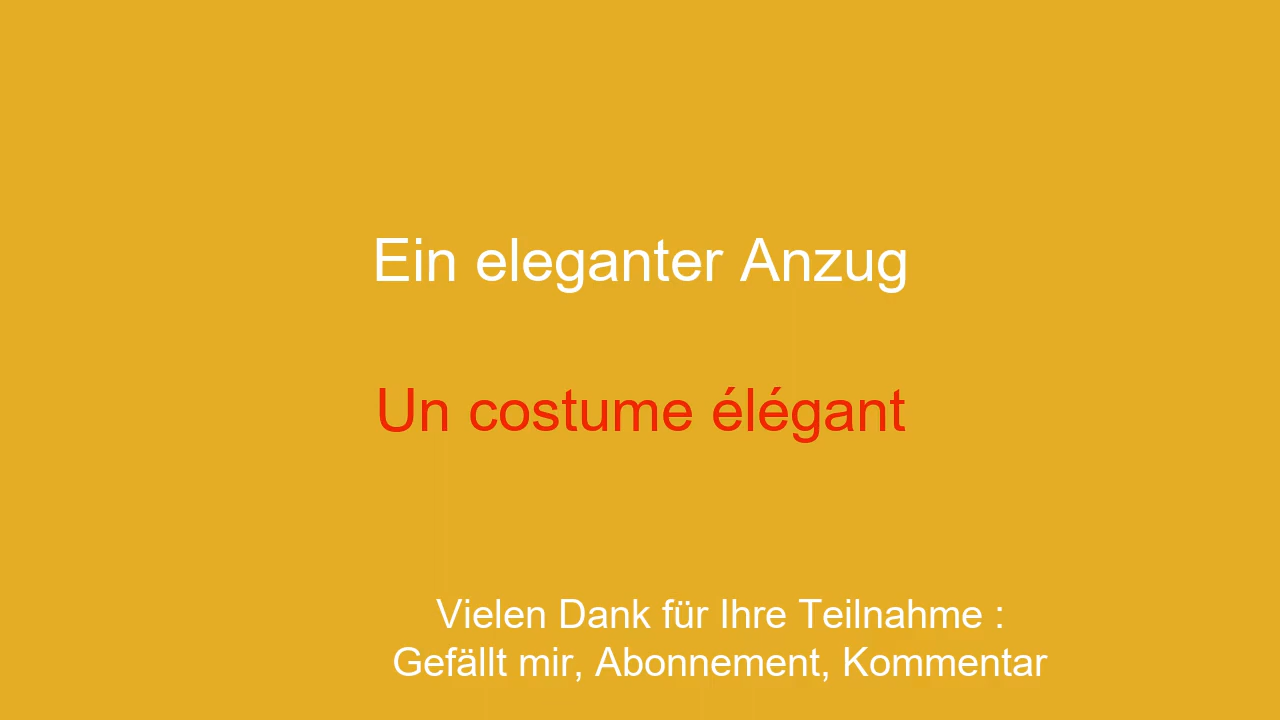 Ein eleganter Anzug
Un costume élégant
Vielen Dank für Ihre Teilnahme :
Gefällt mir, Abonnement, Kommentar